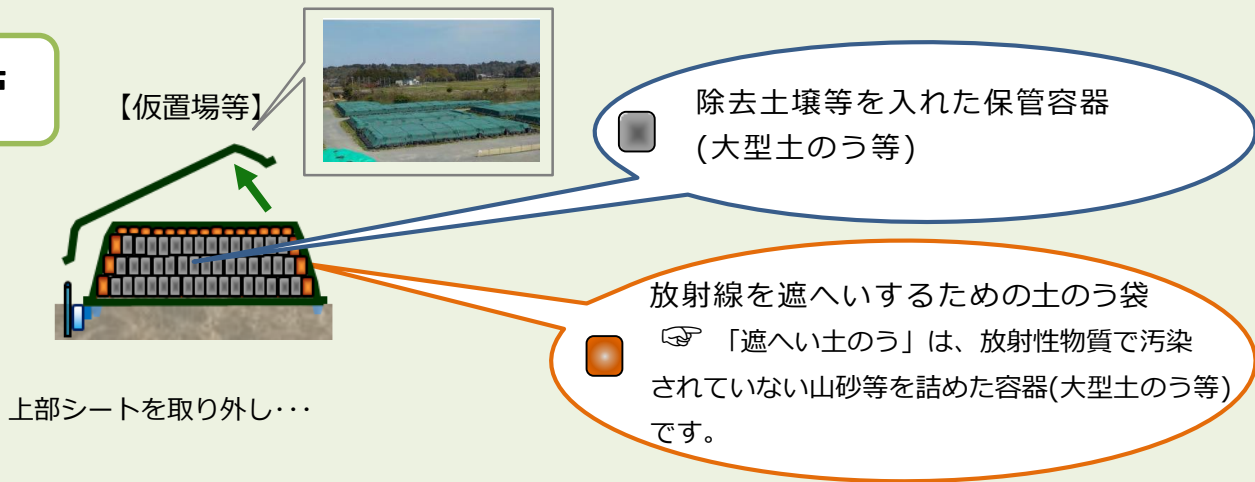 【仮置場等】
除去土壌等を入れた保管容器
(大型土のう等)
放射線を遮へいするための土のう袋
☞ 「遮へい土のう」は、放射性物質で汚染
されていない山砂等を詰めた容器(大型土のう等)
です。
上部シートを取り外し･･･